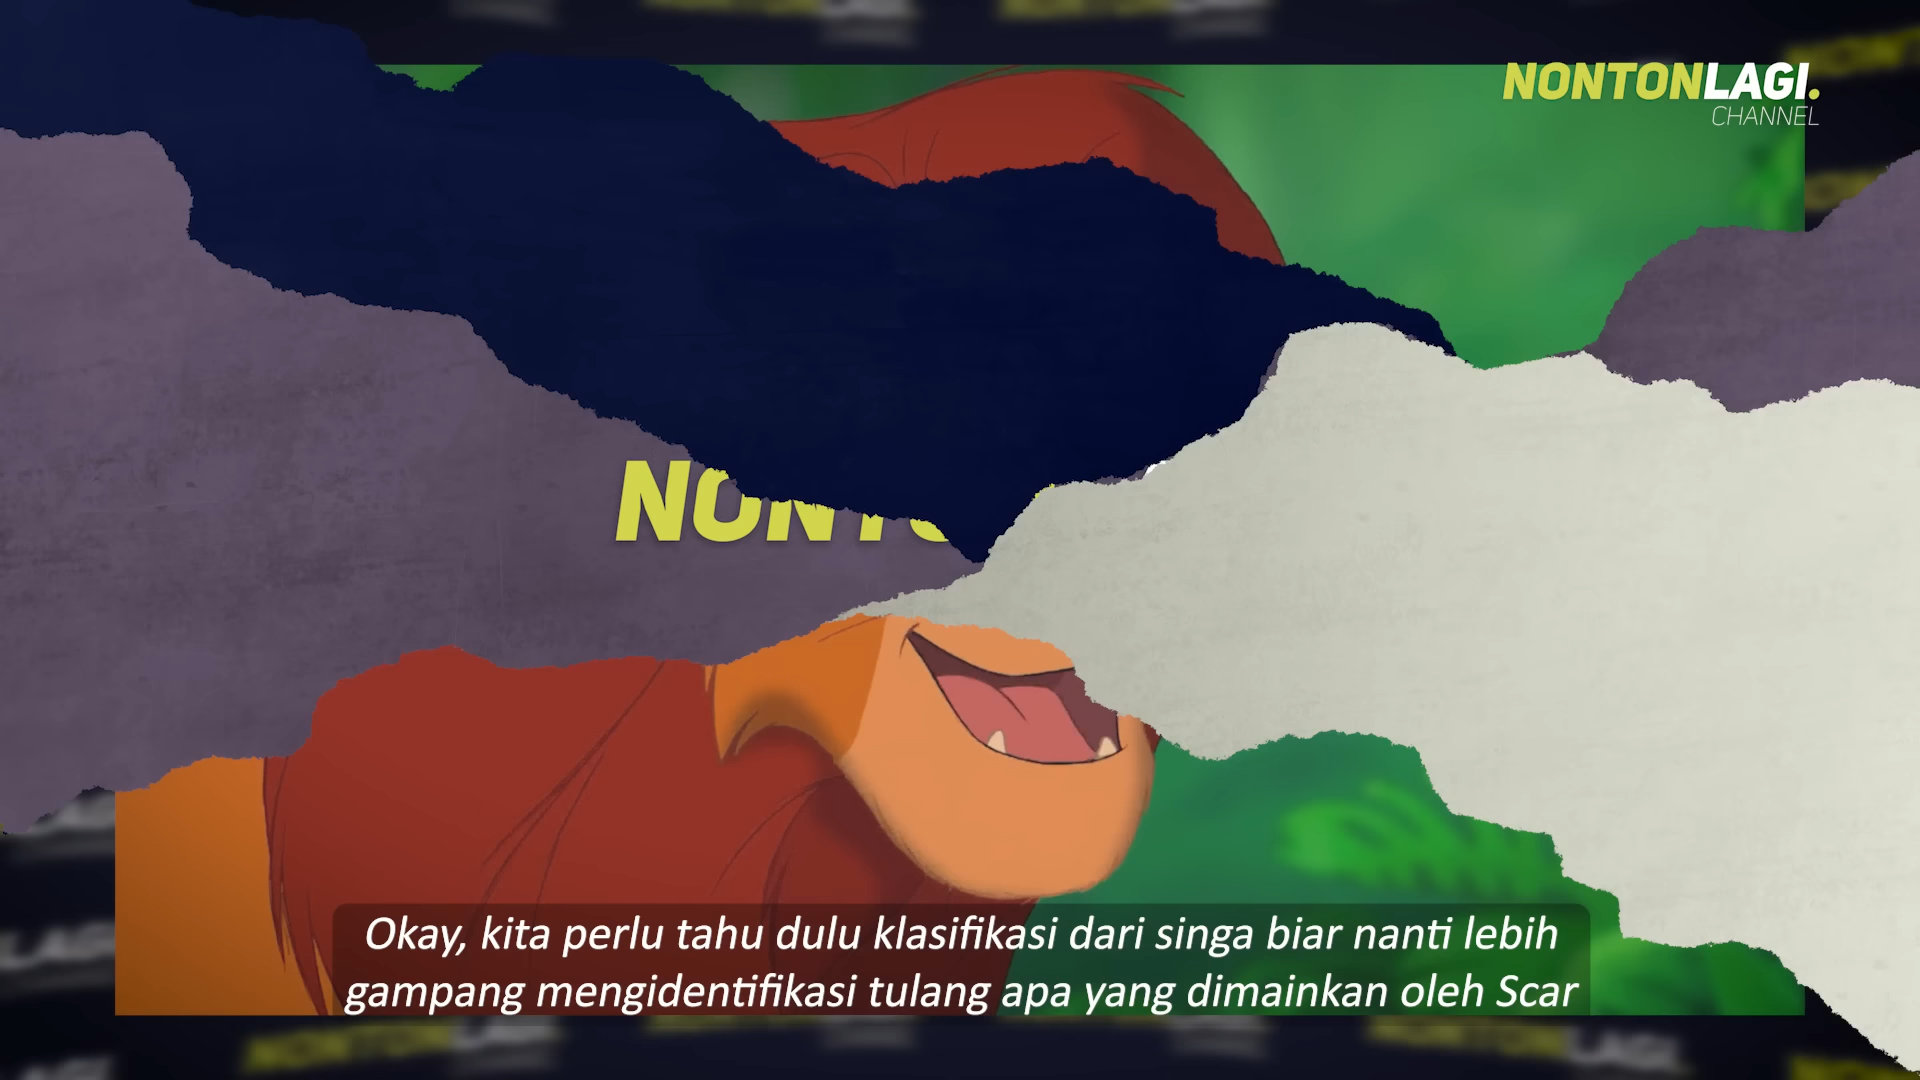 NONTONLAGI.
CHANNEL
Okay, kita perlu tahu dulu klasifikasi dari singa biar nanti lebih
gampang mengidentifikasi tulang apa yang dimainkan oleh Scar